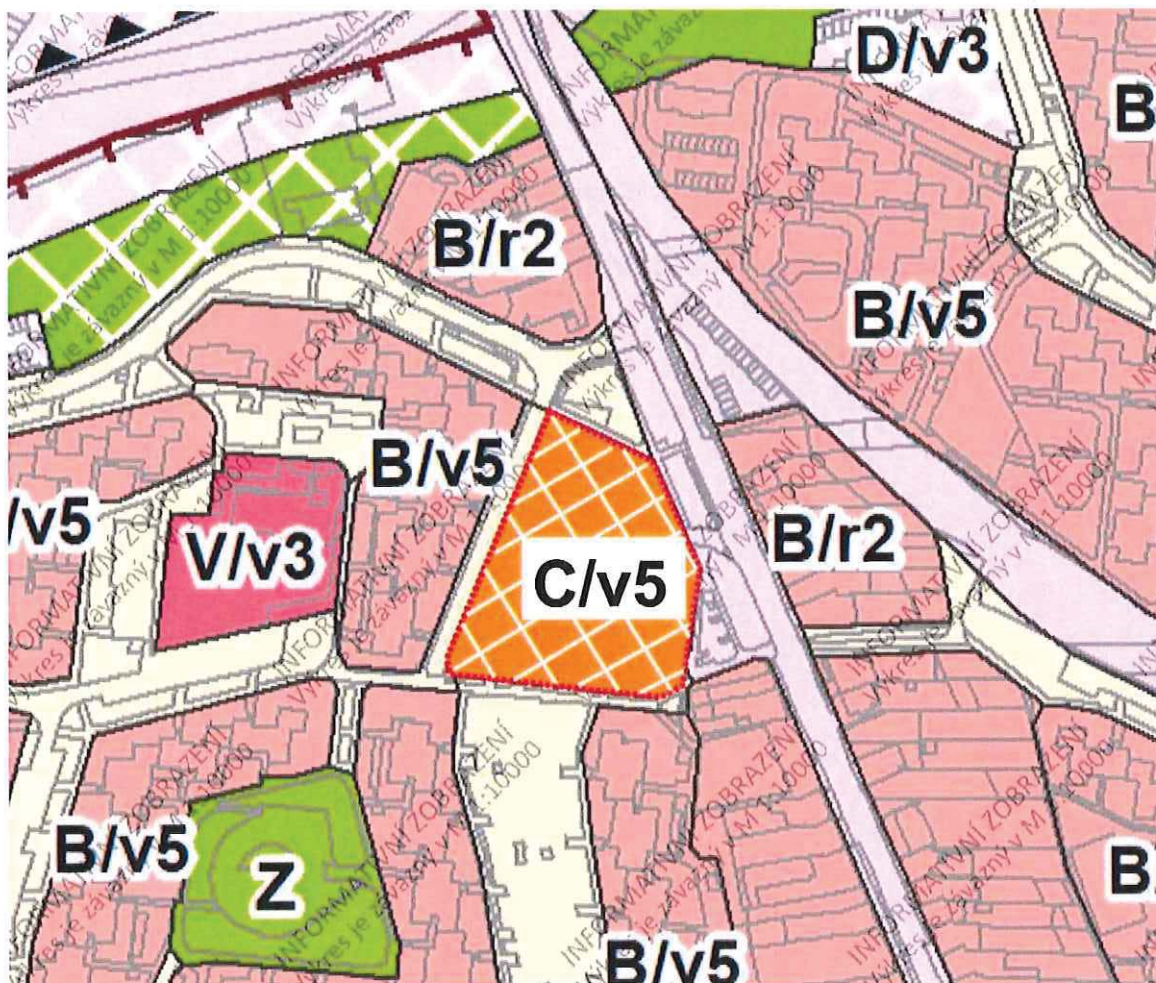 D/v3
B
B/r2
B/v5
B/v5
/v5
V/v3
C/v5
B/r2
B/v5
Z
B
B/v5
INFORMATIVNÍ ZOBRAZENÍ
Výkres je závazný v M 1:10000